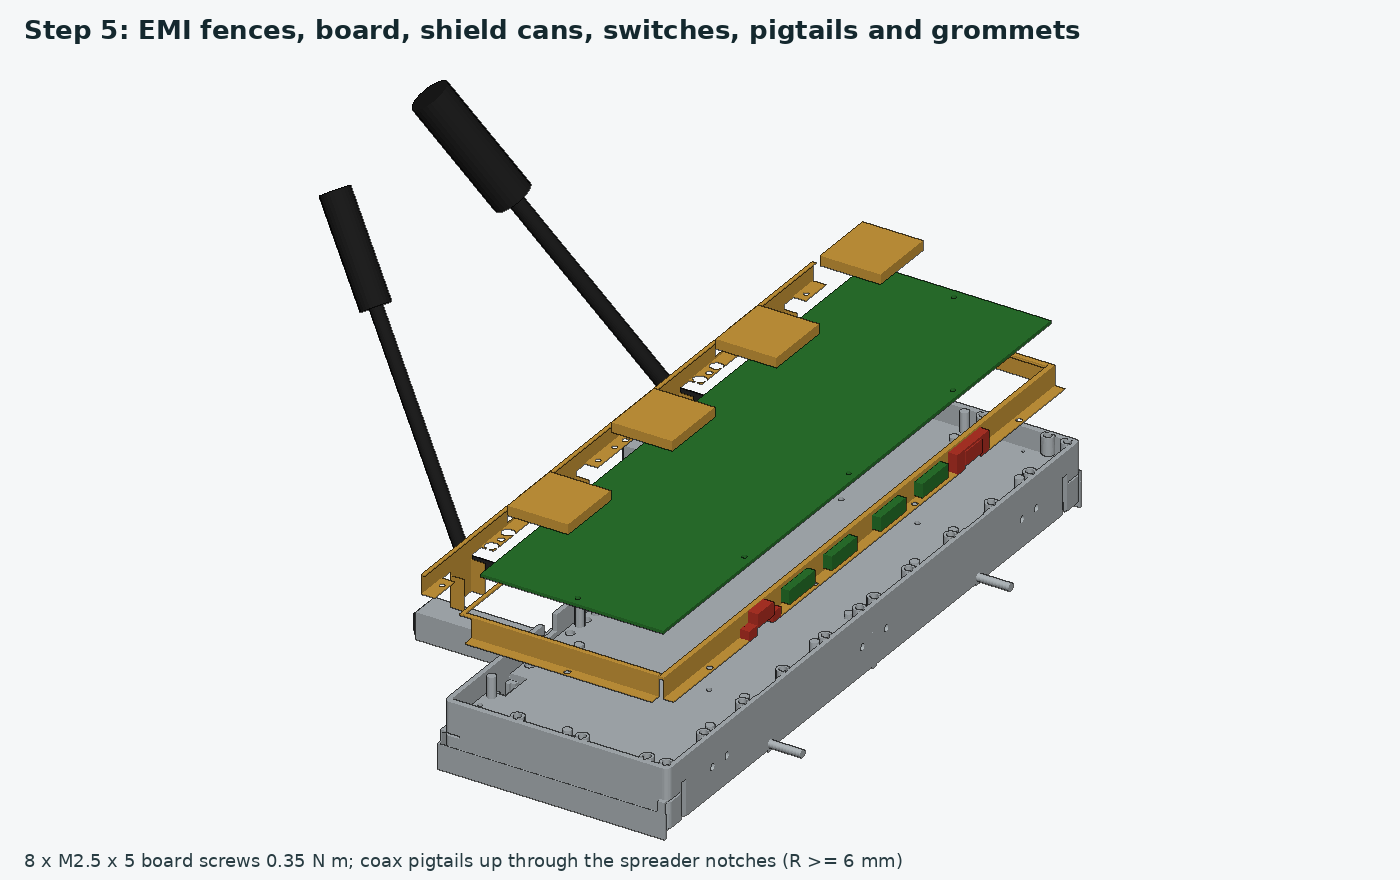 Step 5: EMI fences, board, shield cans, switches, pigtails and grommets
8 x M2.5 x 5 board screws 0.35 N m; coax pigtails up through the spreader notches (R >= 6 mm)